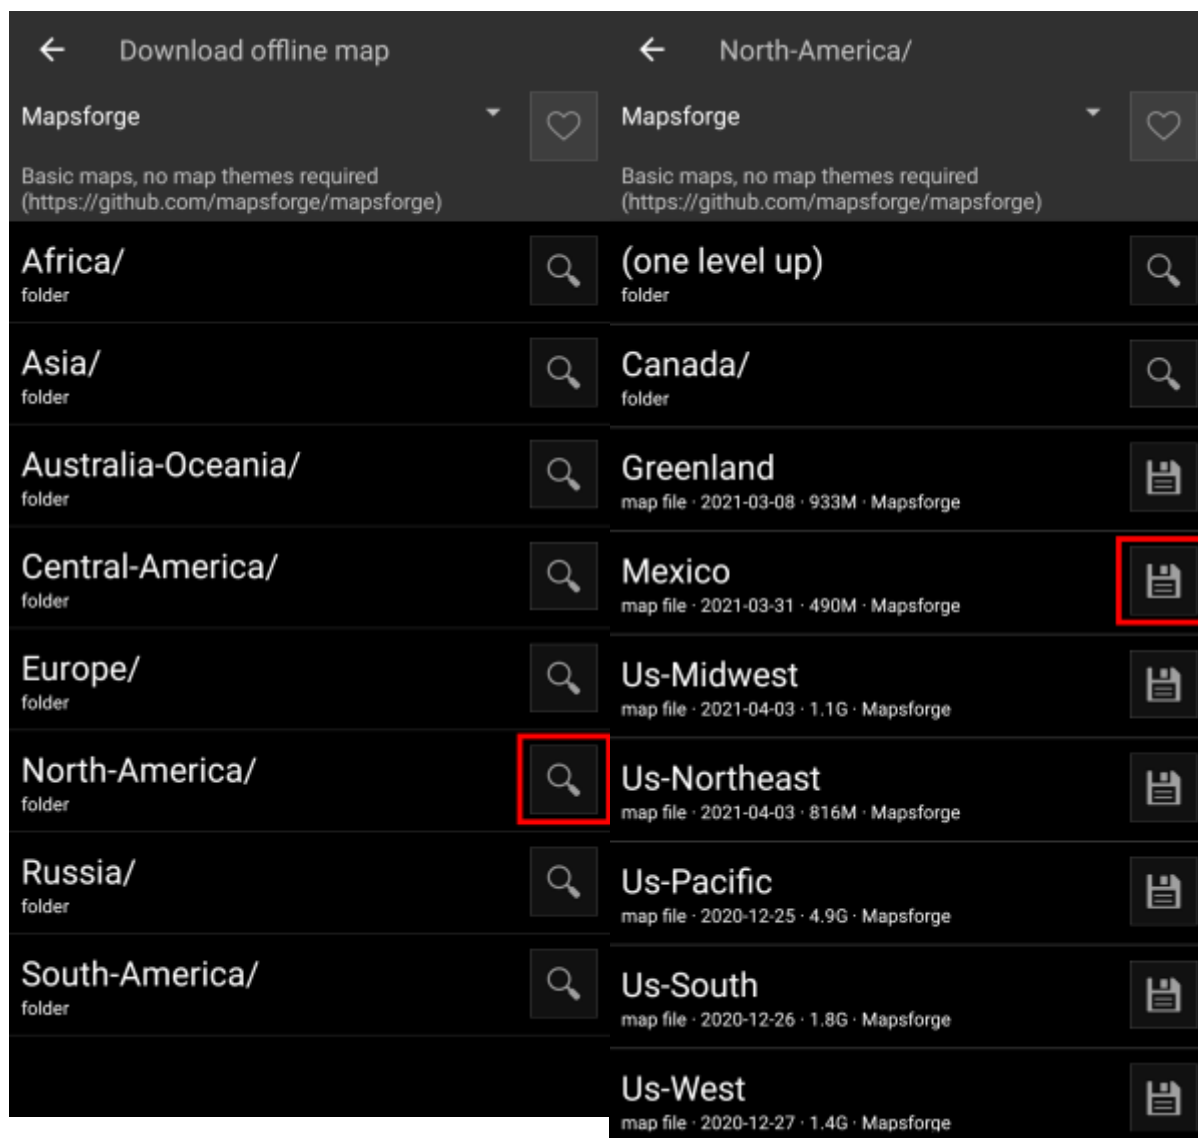 Download offline map
Mapsforge
Basic maps, no map themes required
(https://github.com/mapsforge/mapsforge)
Africa/
folder
Asia/
folder
Australia-Oceania/
folder
Central-America/
folder
Europe/
folder
North-America/
folder
Russia/
folder
South-America/
folder
North-America/
Mapsforge
Basic maps, no map themes required
(https://github.com/mapsforge/mapsforge)
(one level up)
folder
Canada/
folder
Greenland
map file · 2021-03-08 · 933M · Mapsforge
Mexico
map file · 2021-03-31 · 490M · Mapsforge
Us-Midwest
map file · 2021-04-03 · 1.1G · Mapsforge
Us-Northeast
map file · 2021-04-03 · 816M · Mapsforge
Us-Pacific
map file · 2020-12-25 · 4.9G · Mapsforge
Us-South
map file · 2020-12-26 · 1.8G · Mapsforge
Us-West
map file · 2020-12-27 · 1.4G · Mapsforge